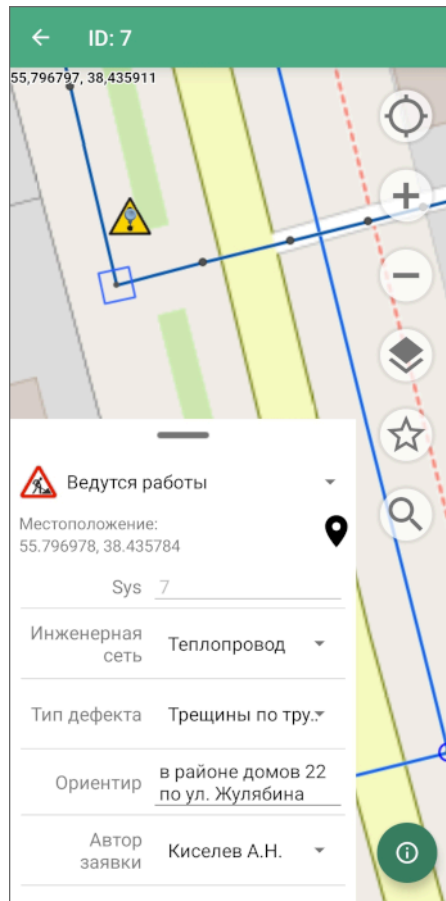 ID: 7
55,796797, 38,435911
Ведутся работы
Местоположение:
55.796978, 38.435784
Sys 7
Инженерная
сеть
Теплопровод
Тип дефекта Трещины по тру..
Ориентир
в районе домов 22
по ул. Жулябина
Автор
заявки
Киселев А.Н.